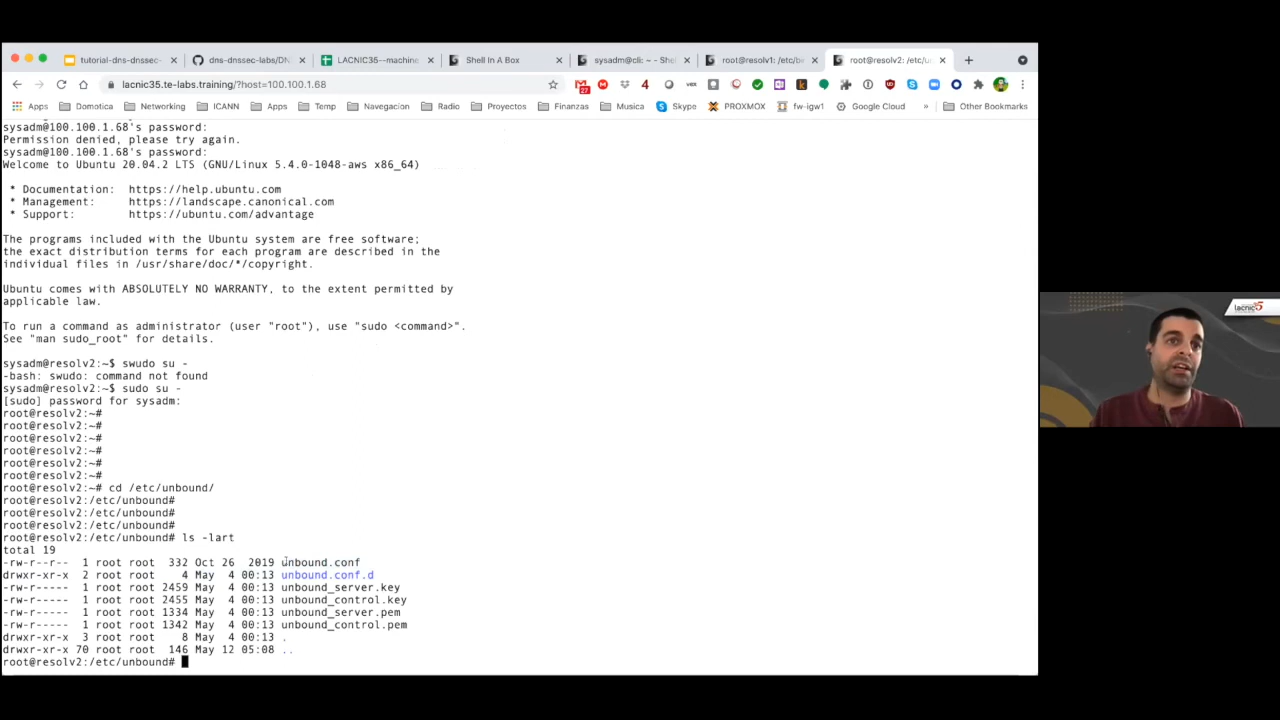 tutorial-dns-dnssec- dns-dnssec-labs/DN LACNIC35--machine Shell In A Box sysadm@cli: ~ - She root@resolv1: /etc/b root@resolv2: /etc/u
lacnic35.te-labs.training/?host=100.100.1.68
Apps Domotica Networking ICANN Apps Temp Navegacion Radio Proyectos Finanzas Musica Skype PROXMOX fw-igw1 Google Cloud » Other Bookmarks
sysadm@100.100.1.68's password:
Permission denied, please try again.
sysadm@100.100.1.68's password:
Welcome to Ubuntu 20.04.2 LTS (GNU/Linux 5.4.0-1048-aws x86_64)
* Documentation: https://help.ubuntu.com
* Management: https://landscape.canonical.com
* Support: https://ubuntu.com/advantage
The programs included with the Ubuntu system are free software;
the exact distribution terms for each program are described in the
individual files in /usr/share/doc/*/copyright.
Ubuntu comes with ABSOLUTELY NO WARRANTY, to the extent permitted by
applicable law.
To run a command as administrator (user "root"), use "sudo <command>".
See "man sudo_root" for details.
sysadm@resolv2:~$ swudo su -
-bash: swudo: command not found
sysadm@resolv2:~$ sudo su -
[sudo] password for sysadm:
root@resolv2:~#
root@resolv2:~#
root@resolv2:~#
root@resolv2:~#
root@resolv2:~#
root@resolv2:~#
root@resolv2:~# cd /etc/unbound/
root@resolv2:/etc/unbound#
root@resolv2:/etc/unbound#
root@resolv2:/etc/unbound#
root@resolv2:/etc/unbound# ls -lart
total 19
-rw-r--r-- 1 root root 332 Oct 26 2019 unbound.conf
drwxr-xr-x 2 root root 4 May 4 00:13 unbound.conf.d
-rw-r----- 1 root root 2459 May 4 00:13 unbound_server.key
-rw-r----- 1 root root 2455 May 4 00:13 unbound_control.key
-rw-r----- 1 root root 1334 May 4 00:13 unbound_server.pem
-rw-r----- 1 root root 1342 May 4 00:13 unbound_control.pem
drwxr-xr-x 3 root root 8 May 4 00:13 .
drwxr-xr-x 70 root root 146 May 12 05:08 ..
root@resolv2:/etc/unbound#
lacnic35